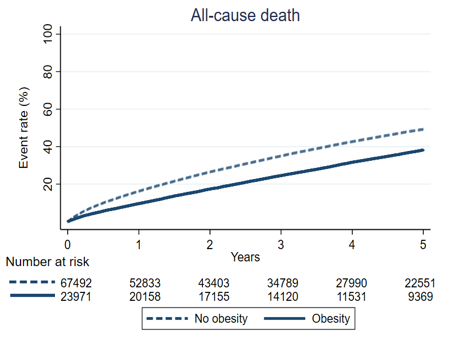 All-cause death
100
80
60
40
20
Event rate (%)
0 1 2 3 4 5
Years
Number at risk
67492 52833 43403 34789 27990 22551
23971 20158 17155 14120 11531 9369
No obesity Obesity